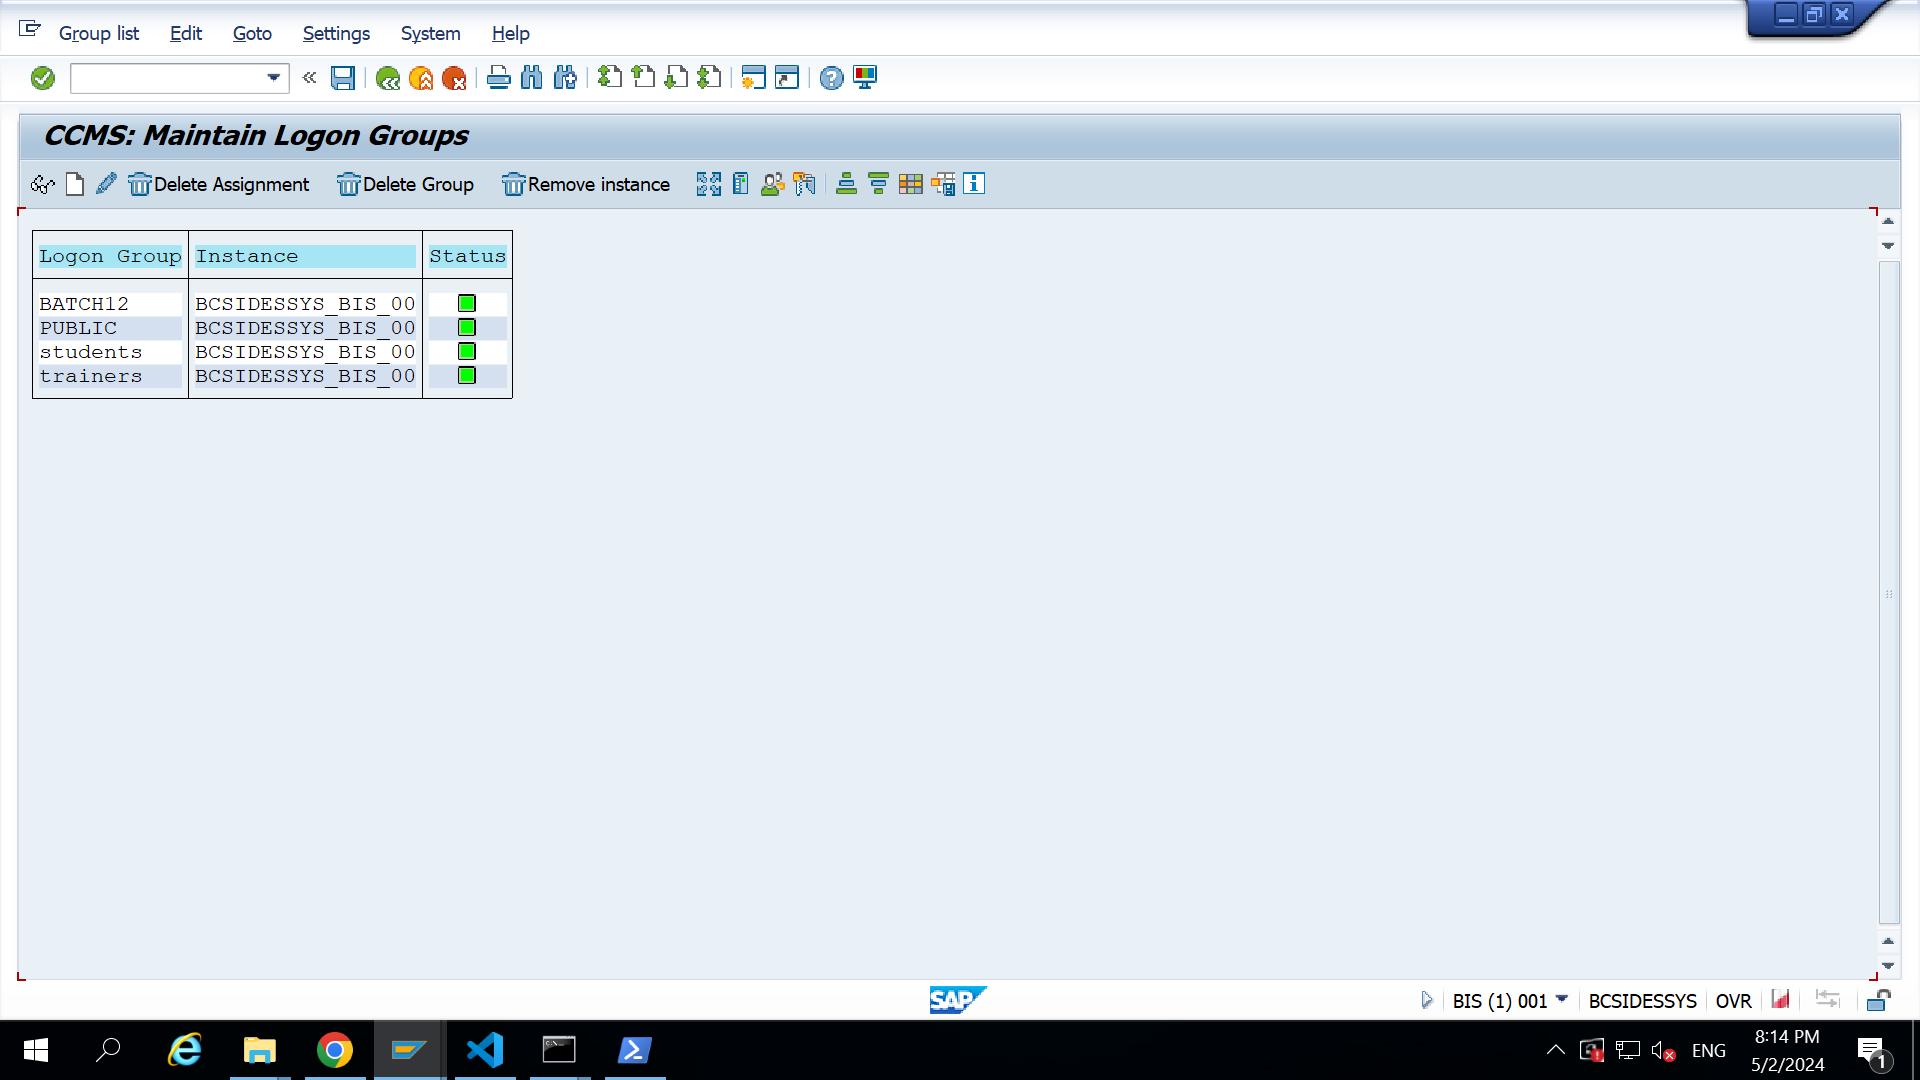 Group list Edit Goto Settings System Help
CCMS: Maintain Logon Groups
Delete Assignment Delete Group Remove instance
Logon Group Instance Status
BATCH12 BCSIDESSYS_BIS_00
PUBLIC BCSIDESSYS_BIS_00
students BCSIDESSYS_BIS_00
trainers BCSIDESSYS_BIS_00
SAP BIS (1) 001 BCSIDESSYS OVR
ENG 8:14 PM
5/2/2024
1